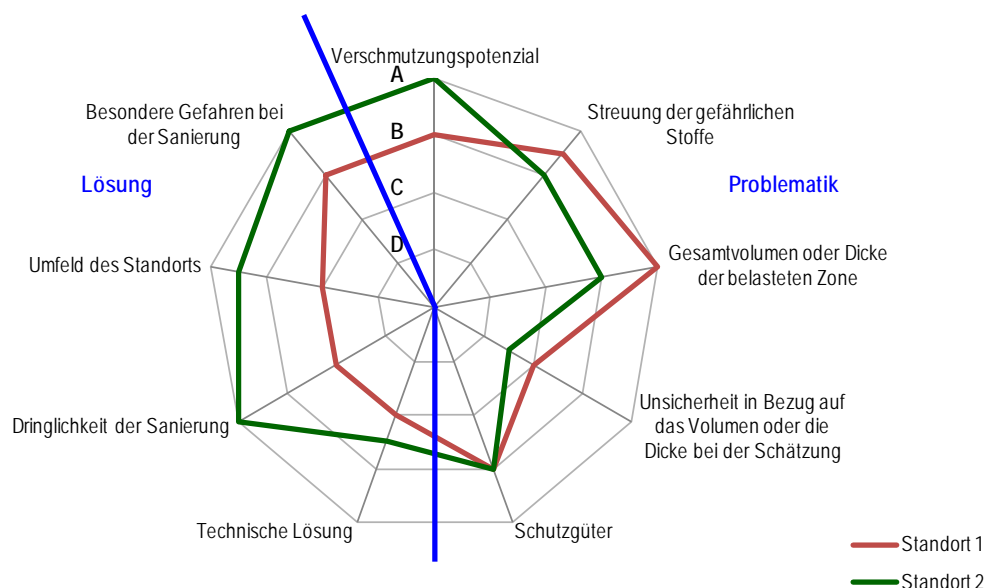 Verschmutzungspotenzial
A
B
C
D
Streuung der gefährlichen
Stoffe
Problematik
Gesamtvolumen oder Dicke
der belasteten Zone
Unsicherheit in Bezug auf
das Volumen oder die
Dicke bei der Schätzung
Schutzgüter
Technische Lösung
Dringlichkeit der Sanierung
Umfeld des Standorts
Lösung
Besondere Gefahren bei
der Sanierung
Standort 1
Standort 2